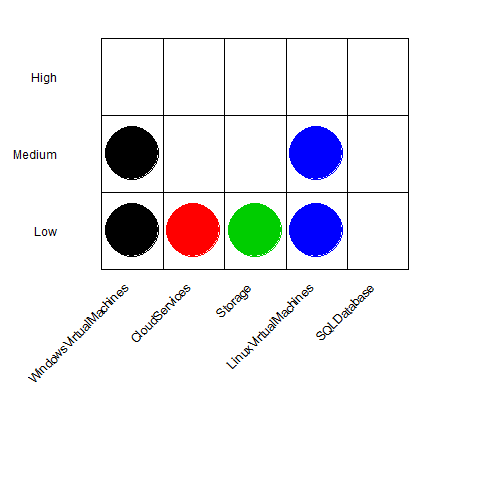 High
Medium
Low
WindowsVirtualMachines
CloudServices
Storage
LinuxVirtualMachines
SQLDatabase